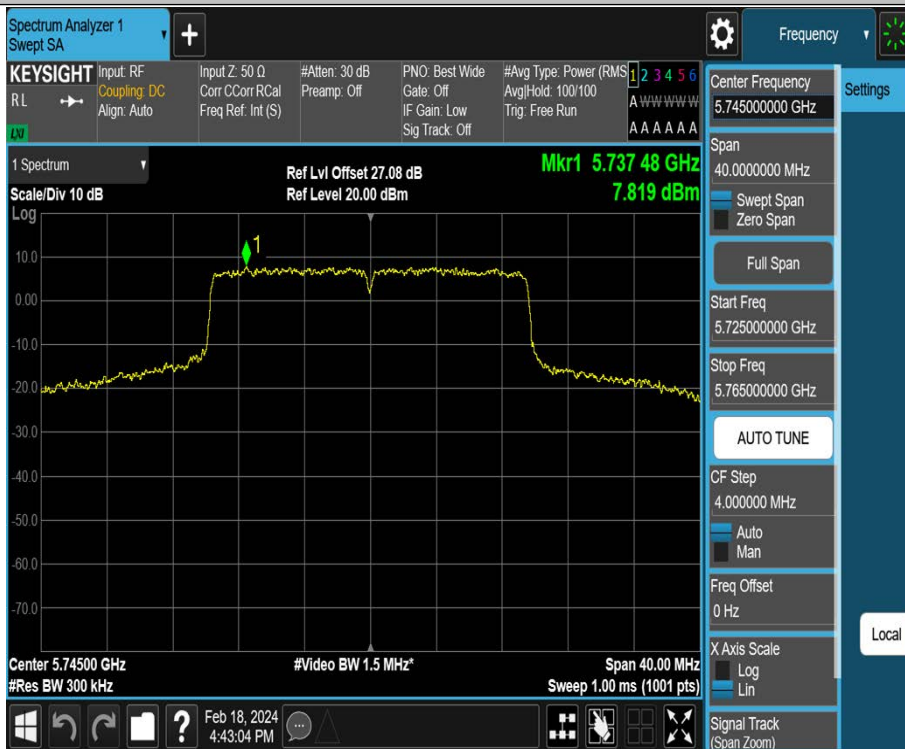 Spectrum Analyzer 1
Swept SA
+
Frequency
KEYSIGHT
RL
LXI
Input: RF
Coupling: DC
Align: Auto
Input Z: 50 Ω
Corr CCorr RCal
Freq Ref: Int (S)
#Atten: 30 dB
Preamp: Off
PNO: Best Wide
Gate: Off
IF Gain: Low
Sig Track: Off
#Avg Type: Power (RMS
Avg|Hold: 100/100
Trig: Free Run
1 2 3 4 5 6
A W W W W W
A A A A A A
1 Spectrum
Scale/Div 10 dB
Log
Ref Lvl Offset 27.08 dB
Ref Level 20.00 dBm
Mkr1 5.737 48 GHz
7.819 dBm
1
10.0
0.00
-10.0
-20.0
-30.0
-40.0
-50.0
-60.0
-70.0
Center 5.74500 GHz
#Res BW 300 kHz
#Video BW 1.5 MHz*
Span 40.00 MHz
Sweep 1.00 ms (1001 pts)
?
Feb 18, 2024
4:43:04 PM
Center Frequency
5.745000000 GHz
Span
40.0000000 MHz
Swept Span
Zero Span
Full Span
Start Freq
5.725000000 GHz
Stop Freq
5.765000000 GHz
AUTO TUNE
CF Step
4.000000 MHz
Auto
Man
Freq Offset
0 Hz
X Axis Scale
Log
Lin
Signal Track
(Span Zoom)
Settings
Local